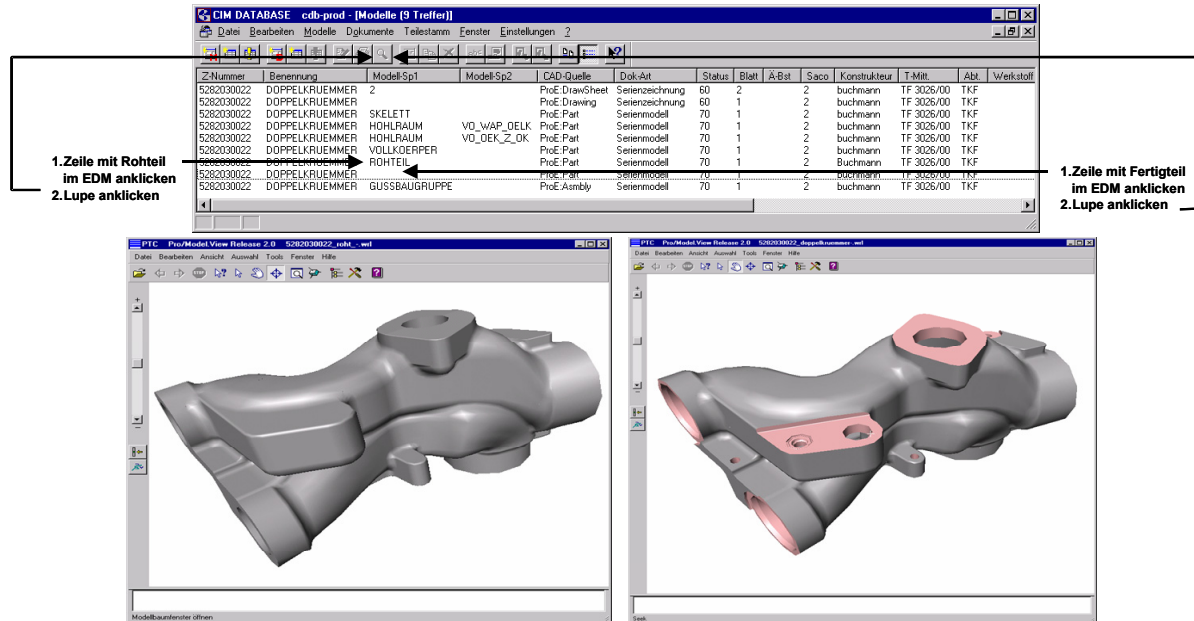 CIM DATABASE cdb-prod - [Modelle (9 Treffer)]
Datei Bearbeiten Modelle Dokumente Teilestamm Fenster Einstellungen ?
Z-Nummer Benennung Modell-Sp1 Modell-Sp2 CAD-Quelle Dok-Art Status Blatt Ä-Bst Saco Konstrukteur T-Mitt. Abt. Werkstoff
5282030022 DOPPELKRUEMMER 2 ProE:DrawSheet Serienzeichnung 60 2 2 buchmann TF 3026/00 TKF
5282030022 DOPPELKRUEMMER ProE:Drawing Serienzeichnung 60 1 2 buchmann TF 3026/00 TKF
5282030022 DOPPELKRUEMMER SKELETT ProE:Part Serienmodell 70 1 2 buchmann TF 3026/00 TKF
5282030022 DOPPELKRUEMMER HOHLRAUM VO_WAP_OELK ProE:Part Serienmodell 70 1 2 buchmann TF 3026/00 TKF
5282030022 DOPPELKRUEMMER HOHLRAUM VO_OEK_Z_OK ProE:Part Serienmodell 70 1 2 buchmann TF 3026/00 TKF
5282030022 DOPPELKRUEMMER VOLLKOERPER ProE:Part Serienmodell 70 1 2 buchmann TF 3026/00 TKF
5282030022 DOPPELKRUEMMER ROHTEIL ProE:Part Serienmodell 70 1 2 Buchmann TF 3026/00 TKF
5282030022 DOPPELKRUEMMER ProE:Part Serienmodell 70 1 2 buchmann TF 3026/00 TKF
5282030022 DOPPELKRUEMMER GUSSBAUGRUPPE ProE:Asmbly Serienmodell 70 1 2 buchmann TF 3026/00 TKF
1.Zeile mit Rohteil
im EDM anklicken
2.Lupe anklicken
1.Zeile mit Fertigteil
im EDM anklicken
2.Lupe anklicken
PTC Pro/Model.View Release 2.0 5282030022_roht_-.wrl
Datei Bearbeiten Ansicht Auswahl Tools Fenster Hilfe
Modellbaumfenster öffnen
PTC Pro/Model.View Release 2.0 5282030022_doppelkruemmer-.wrl
Datei Bearbeiten Ansicht Auswahl Tools Fenster Hilfe
Seek